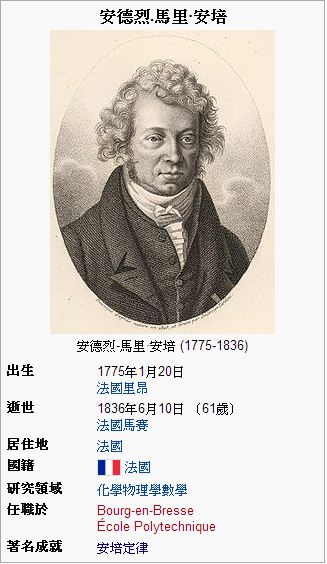 安德烈-馬里·安培
安德烈-馬里·安培 (1775-1836)
出生 1775年1月20日
法國里昂
逝世 1836年6月10日 〔61歲〕
法國馬賽
居住地 法國
國籍 法國
研究領域 化學物理學數學
任職於 Bourg-en-Bresse
École Polytechnique
著名成就 安培定律